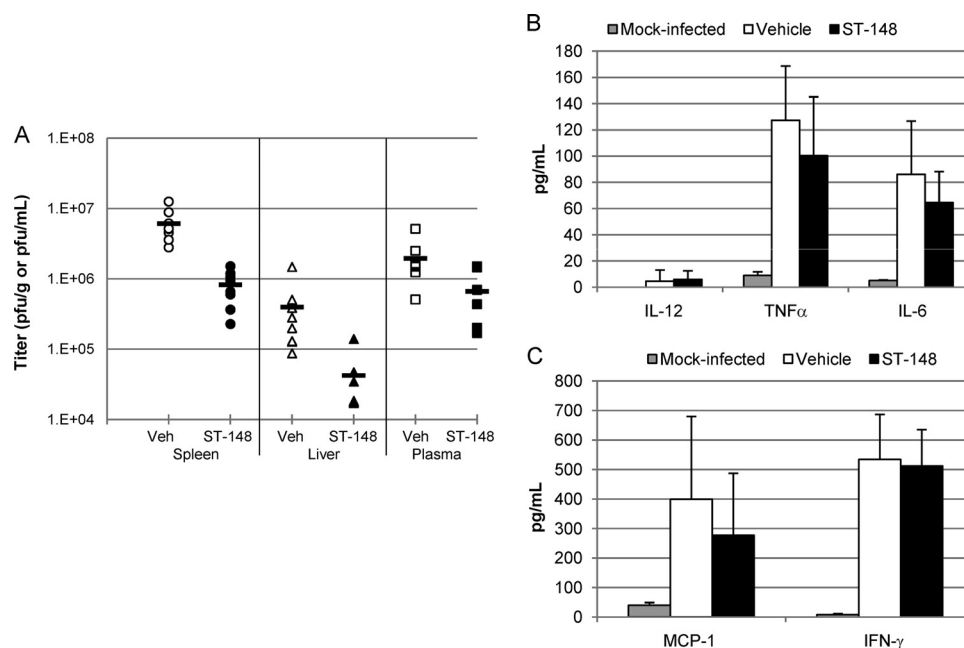 A
Titer (pfu/g or pfu/mL)
1.E+08
1.E+07
1.E+06
1.E+05
1.E+04
Veh ST-148 Veh ST-148 Veh ST-148
Spleen Liver Plasma
B
Mock-infected Vehicle ST-148
pg/mL
180
160
140
120
100
80
60
40
20
0
IL-12 TNFα IL-6
C
Mock-infected Vehicle ST-148
pg/mL
800
700
600
500
400
300
200
100
0
MCP-1 IFN-γ